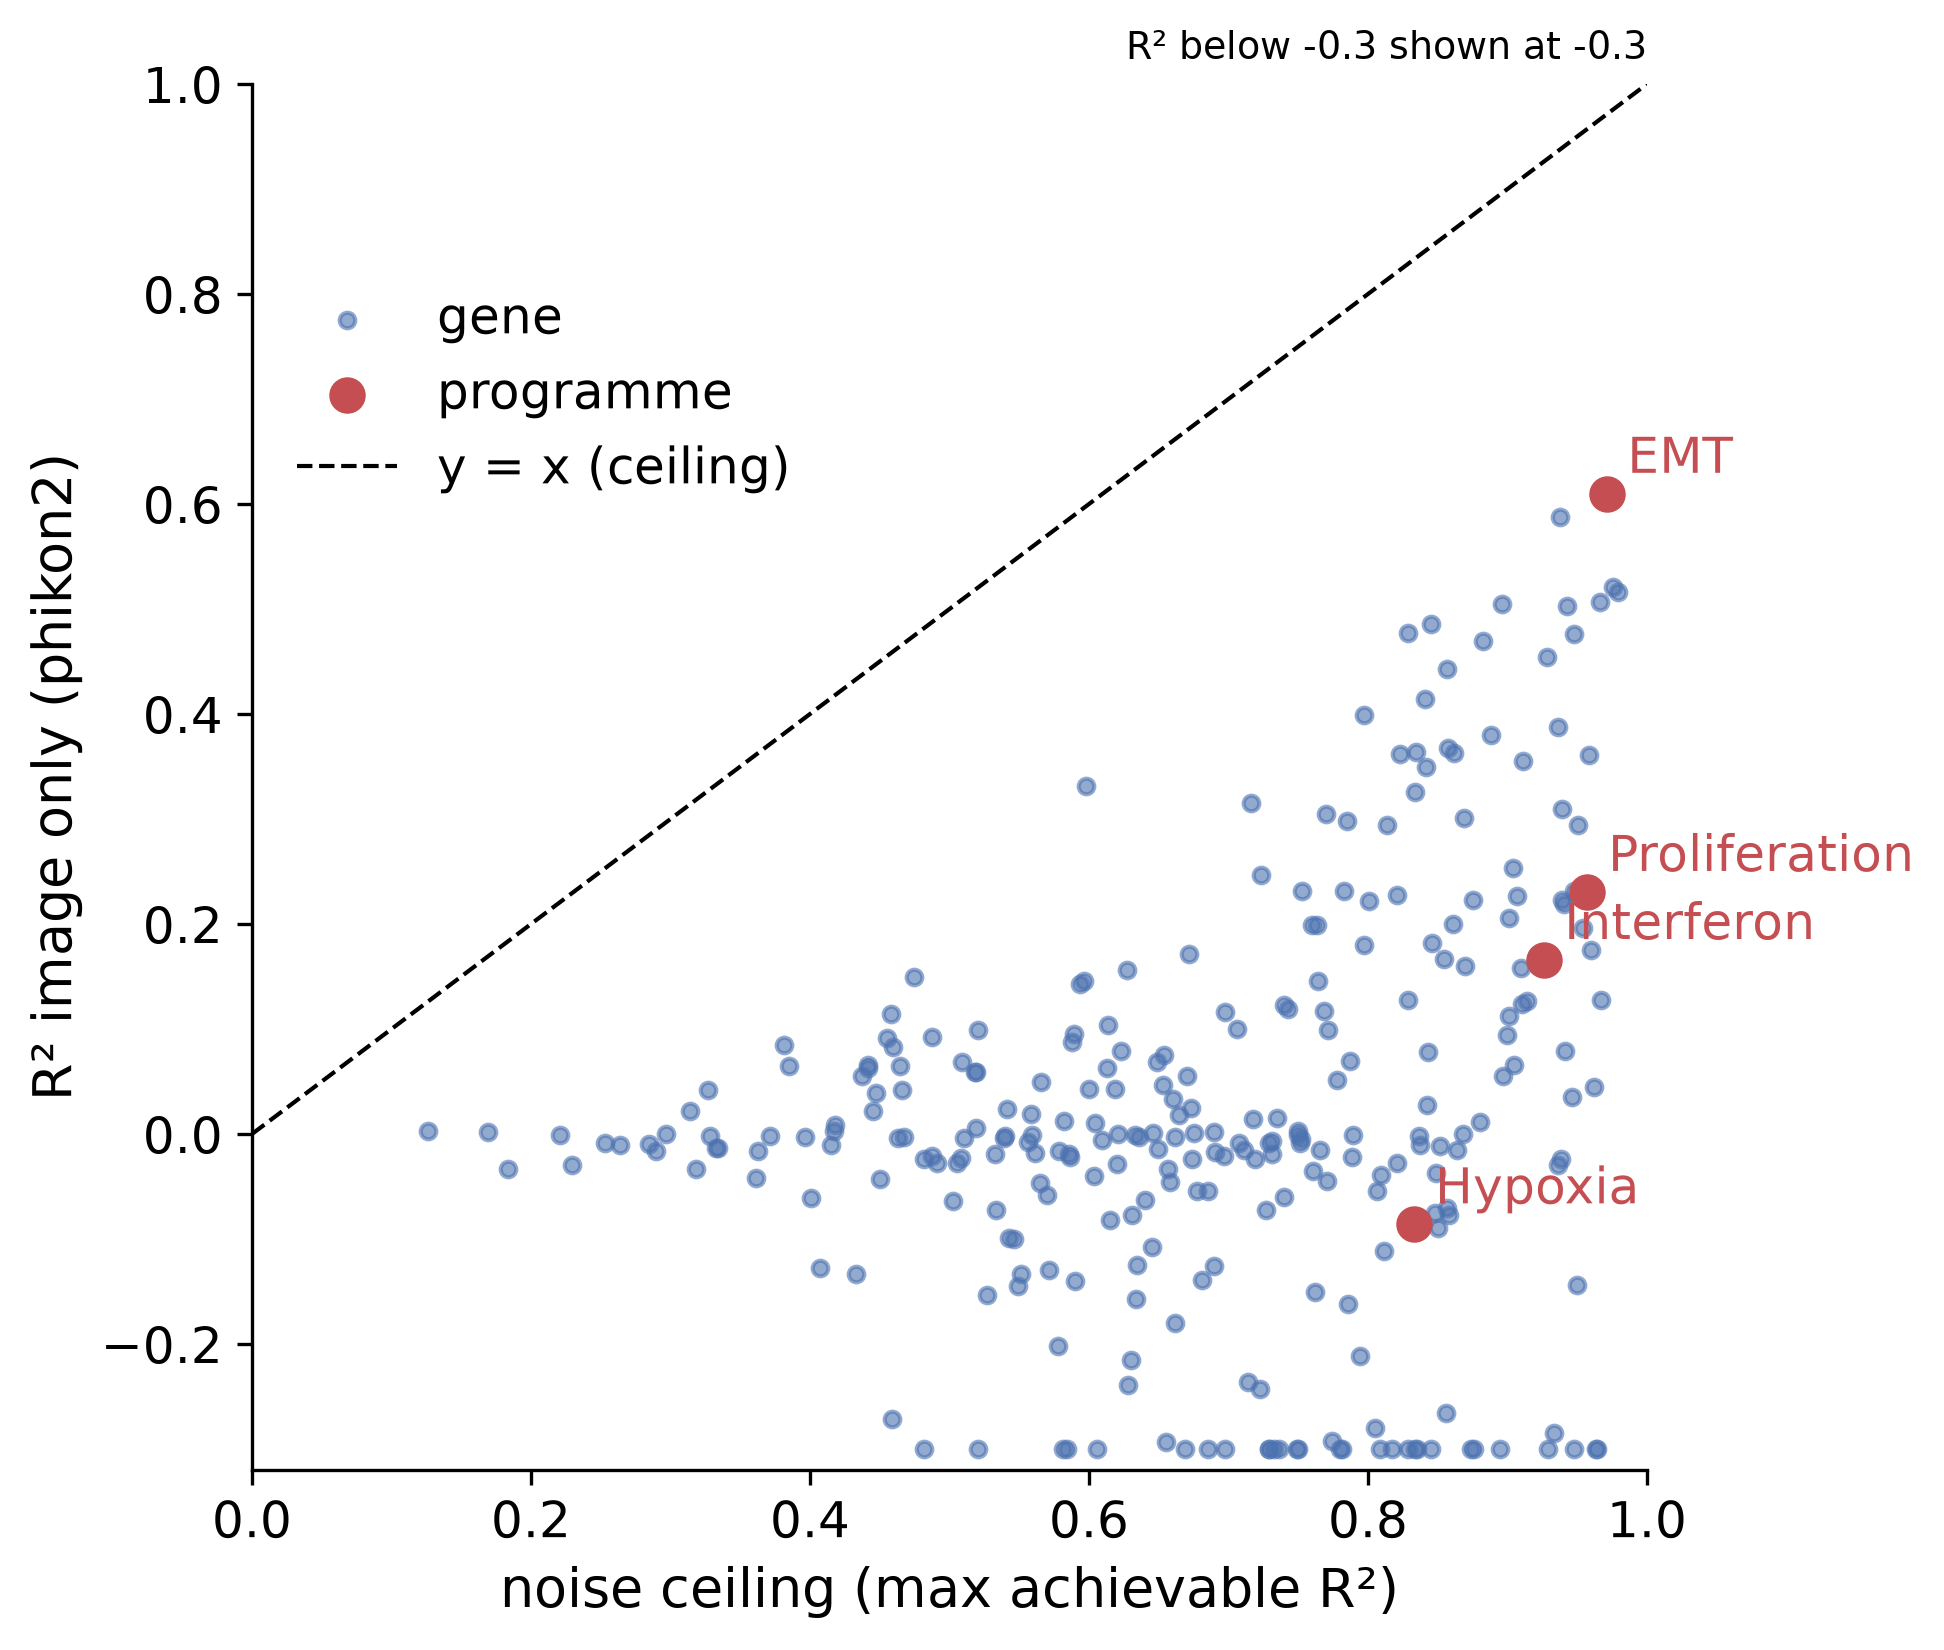 R² below -0.3 shown at -0.3
1.0
0.8
0.6
0.4
0.2
0.0
−0.2
R² image only (phikon2)
gene
programme
y = x (ceiling)
EMT
Proliferation
Interferon
Hypoxia
0.0 0.2 0.4 0.6 0.8 1.0
noise ceiling (max achievable R²)